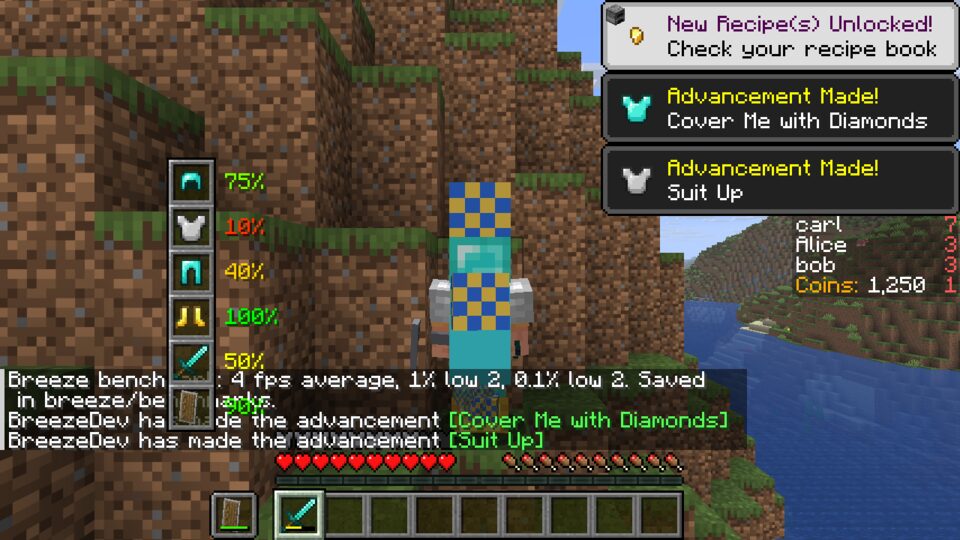 New Recipe(s) Unlocked!
Check your recipe book
Advancement Made!
Cover Me with Diamonds
Advancement Made!
Suit Up
carl 7
Alice 3
bob 3
Coins: 1,250 1
75%
10%
40%
100%
50%
90%
Breeze bench : 4 fps average, 1% low 2, 0.1% low 2. Saved
in breeze/be marks.
BreezeDev ha de the advancement [Cover Me with Diamonds]
BreezeDev has made the advancement [Suit Up]